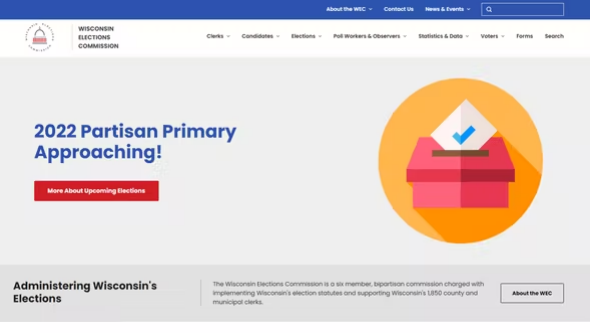 About the WEC Contact Us News & Events
WISCONSIN
ELECTIONS
COMMISSION
Clerks Candidates Elections Poll Workers & Observers Statistics & Data Voters Forms Search
2022 Partisan Primary
Approaching!
More About Upcoming Elections
Administering Wisconsin's
Elections
The Wisconsin Elections Commission is a six member, bipartisan commission charged with
implementing Wisconsin's election statutes and supporting Wisconsin's 1,850 county and
municipal clerks.
About the WEC